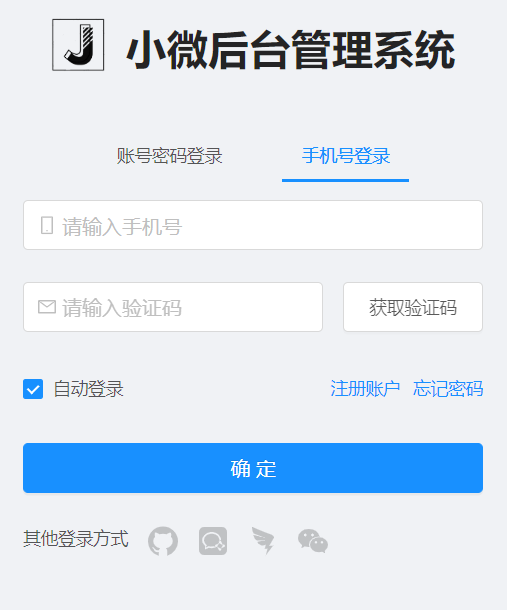 J 小微后台管理系统
账号密码登录 手机号登录
请输入手机号
请输入验证码 获取验证码
自动登录 注册账户 忘记密码
确 定
其他登录方式